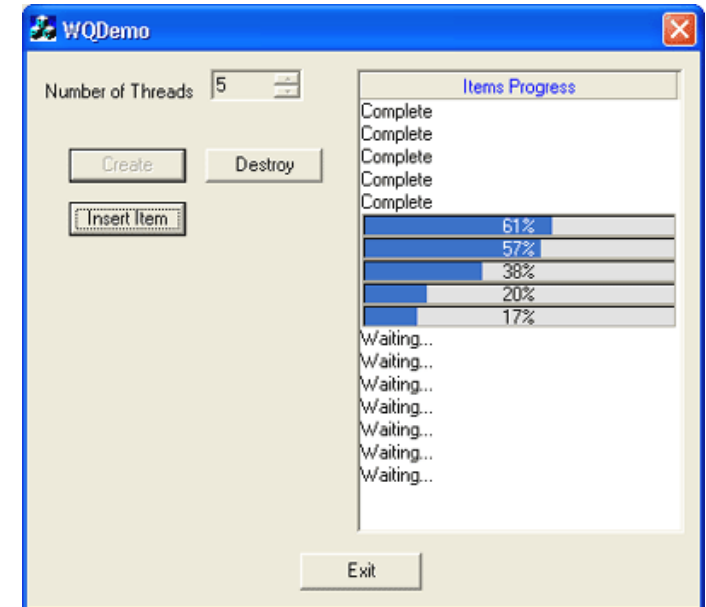 WQDemo
Number of Threads 5
Create
Destroy
Insert Item
Items Progress
Complete
Complete
Complete
Complete
Complete
61%
57%
38%
20%
17%
Waiting...
Waiting...
Waiting...
Waiting...
Waiting...
Waiting...
Waiting...
Exit